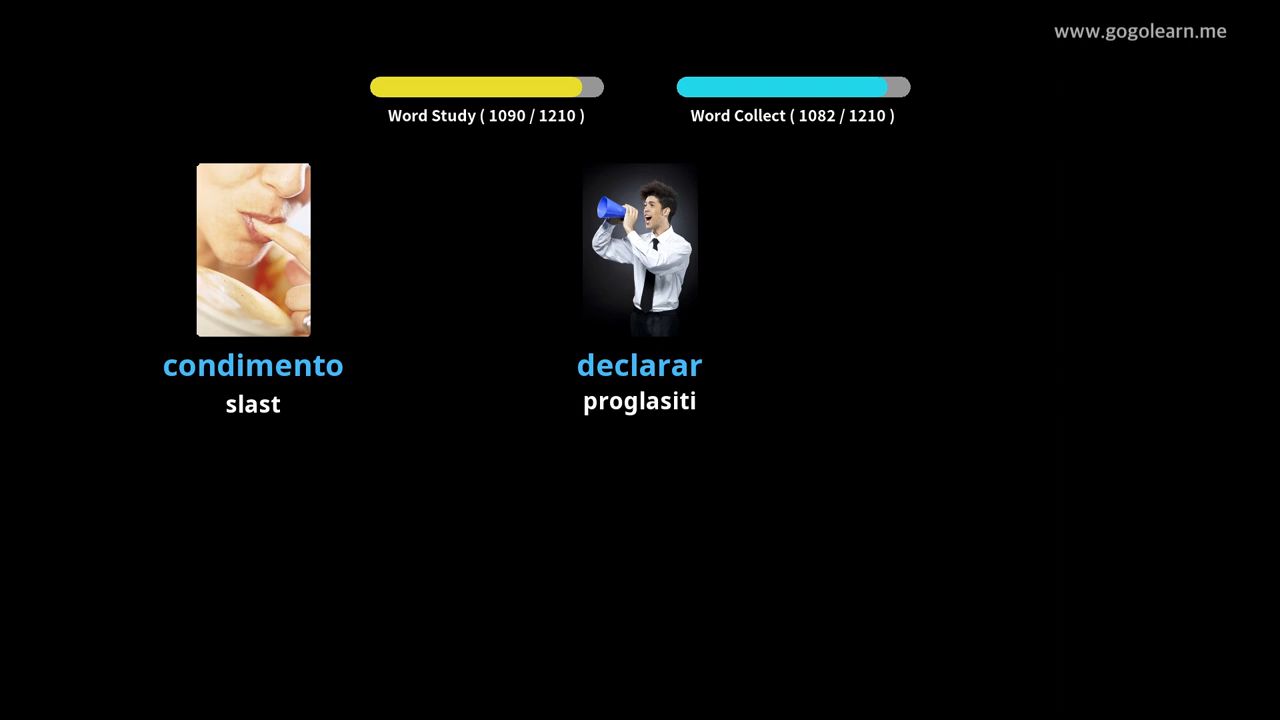 www.gogolearn.me
Word Study ( 1090 / 1210 )
Word Collect ( 1082 / 1210 )
condimento
slast
declarar
proglasiti